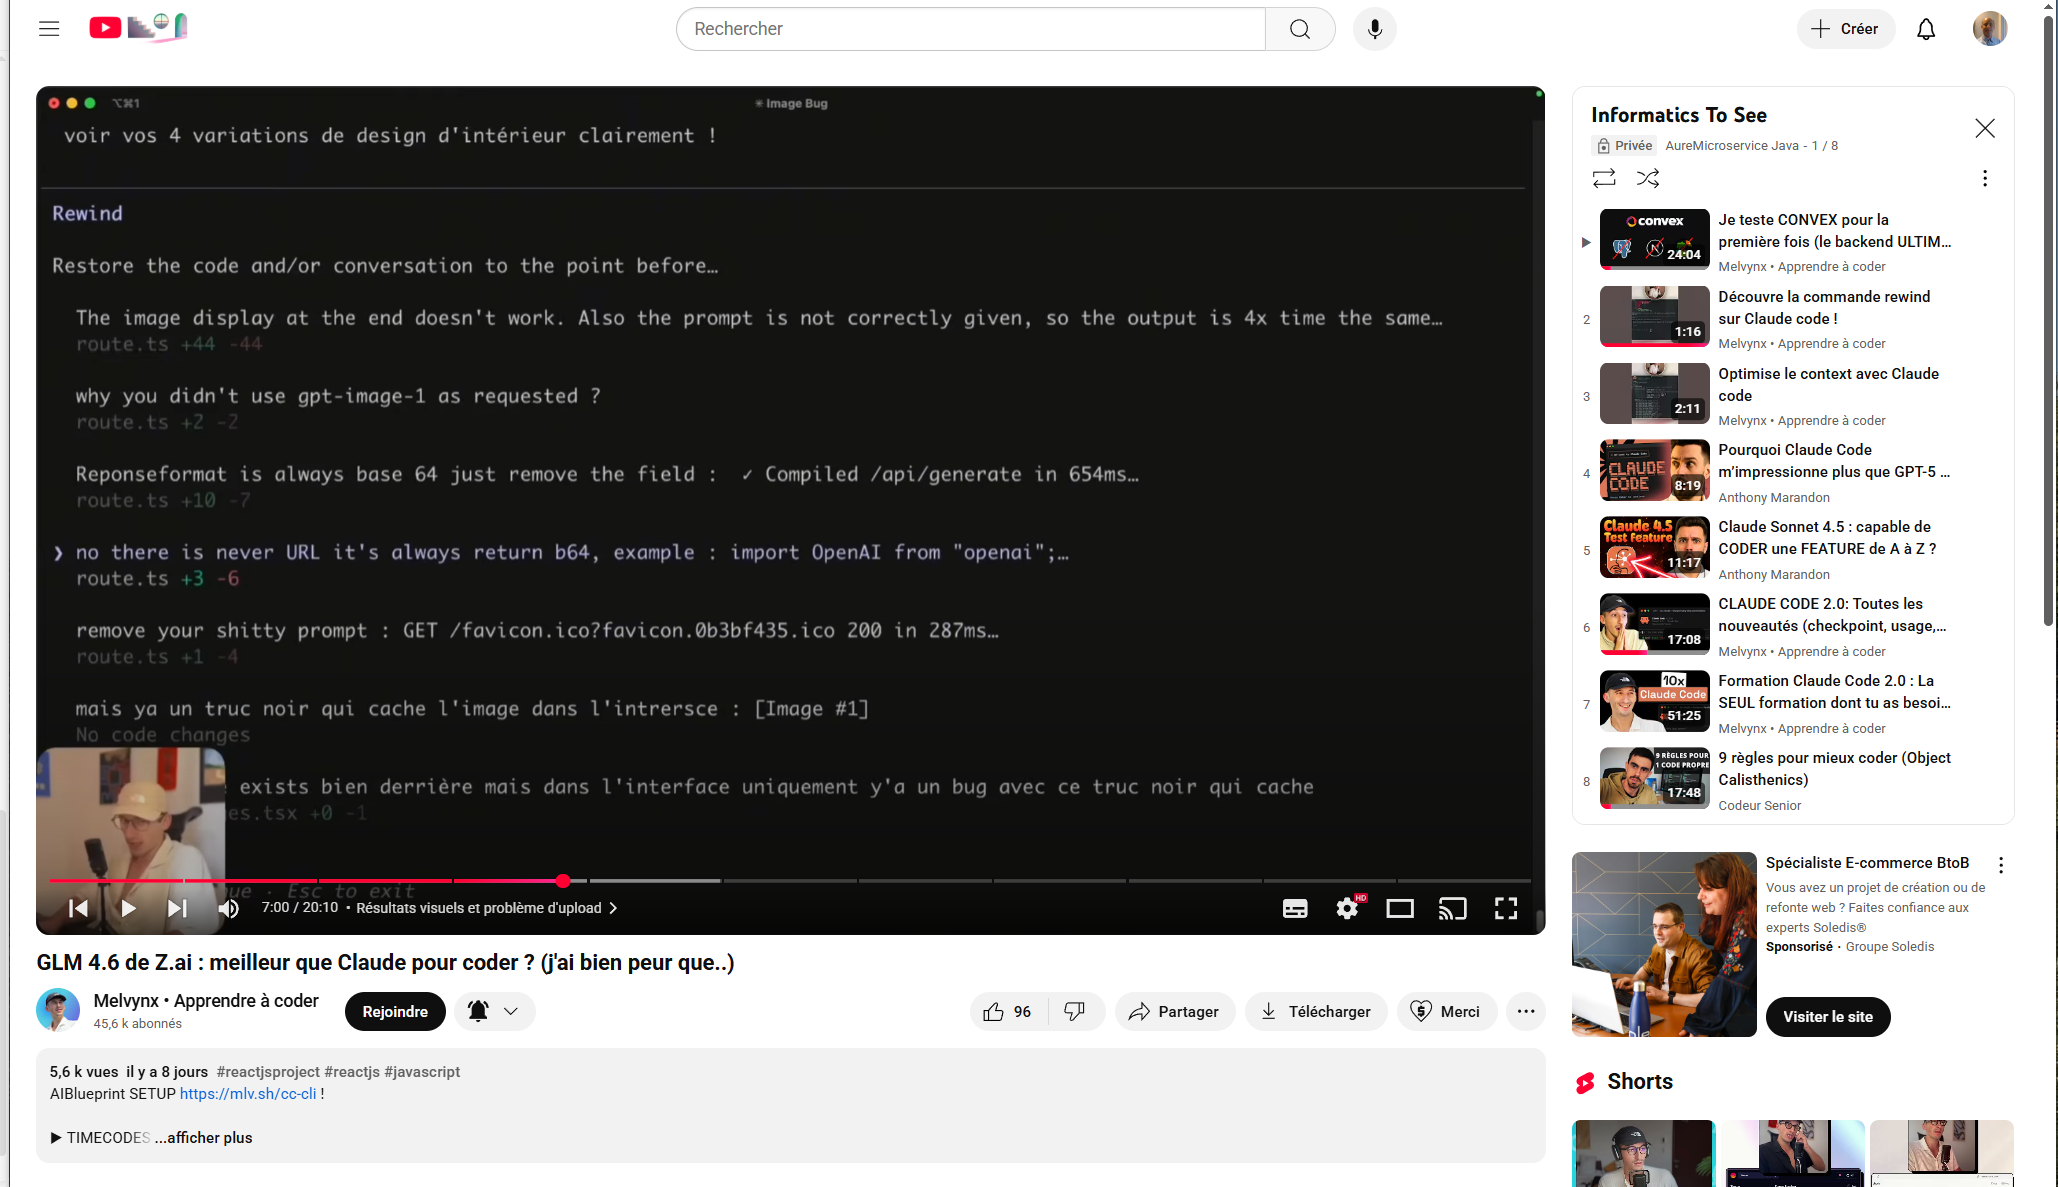 Rechercher
Créer
⌥⌘1
✳ Image Bug
voir vos 4 variations de design d'intérieur clairement !
Rewind
Restore the code and/or conversation to the point before…
The image display at the end doesn't work. Also the prompt is not correctly given, so the output is 4x time the same…
route.ts +44 -44
why you didn't use gpt-image-1 as requested ?
route.ts +2 -2
Reponseformat is always base 64 just remove the field :  ✓ Compiled /api/generate in 654ms…
route.ts +10 -7
❯ no there is never URL it's always return b64, example : import OpenAI from "openai";…
route.ts +3 -6
remove your shitty prompt : GET /favicon.ico?favicon.0b3bf435.ico 200 in 287ms…
route.ts +1 -4
mais ya un truc noir qui cache l'image dans l'intrersce : [Image #1]
No code changes
exists bien derrière mais dans l'interface uniquement y'a un bug avec ce truc noir qui cache
es.tsx +0 -1
ue · Esc to exit
7:00 / 20:10 • Résultats visuels et problème d'upload
HD
GLM 4.6 de Z.ai : meilleur que Claude pour coder ? (j'ai bien peur que..)
Melvynx • Apprendre à coder
45,6 k abonnés
Rejoindre
96
Partager
Télécharger
Merci
5,6 k vues il y a 8 jours #reactjsproject #reactjs #javascript
AIBlueprint SETUP https://mlv.sh/cc-cli !
▶ TIMECODES ...afficher plus
Informatics To See
Privée AureMicroservice Java - 1 / 8
convex
24:04
Je teste CONVEX pour la
première fois (le backend ULTIM...
Melvynx • Apprendre à coder
2
1:16
Découvre la commande rewind
sur Claude code !
Melvynx • Apprendre à coder
3
2:11
Optimise le context avec Claude
code
Melvynx • Apprendre à coder
4
CLAUDE
CODE
8:19
Pourquoi Claude Code
m’impressionne plus que GPT-5 ...
Anthony Marandon
5
Claude 4.5
Test Feature
11:17
Claude Sonnet 4.5 : capable de
CODER une FEATURE de A à Z ?
Anthony Marandon
6
17:08
CLAUDE CODE 2.0: Toutes les
nouveautés (checkpoint, usage,...
Melvynx • Apprendre à coder
7
10x
Claude Code
51:25
Formation Claude Code 2.0 : La
SEUL formation dont tu as besoi...
Melvynx • Apprendre à coder
8
9 RÈGLES POUR
1 CODE PROPRE
17:48
9 règles pour mieux coder (Object
Calisthenics)
Codeur Senior
Spécialiste E-commerce BtoB
Vous avez un projet de création ou de
refonte web ? Faites confiance aux
experts Soledis®
Sponsorisé · Groupe Soledis
Visiter le site
Shorts